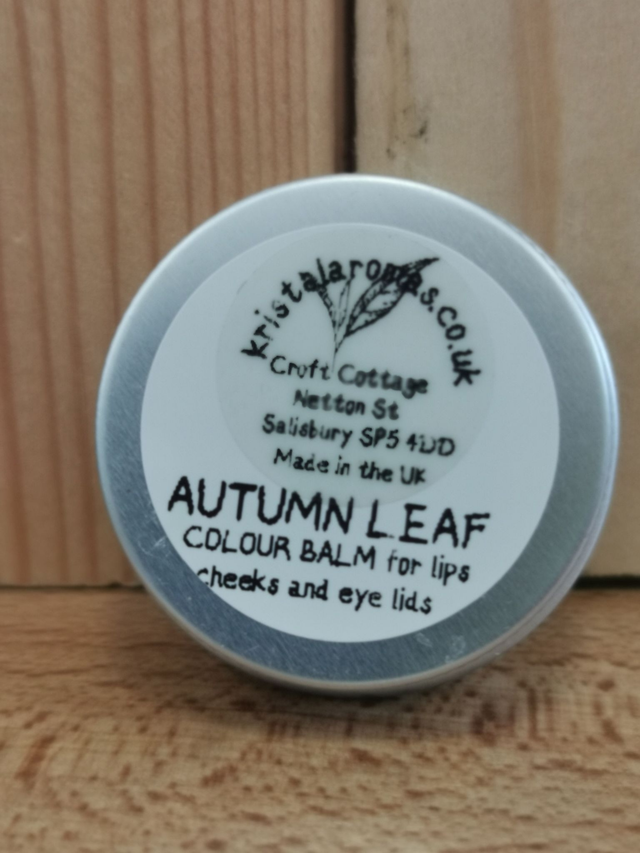 kristalaromas.co.uk
Croft Cottage
Netton St
Salisbury SP5 4DD
Made in the UK
AUTUMN LEAF
COLOUR BALM for lips
cheeks and eye lids